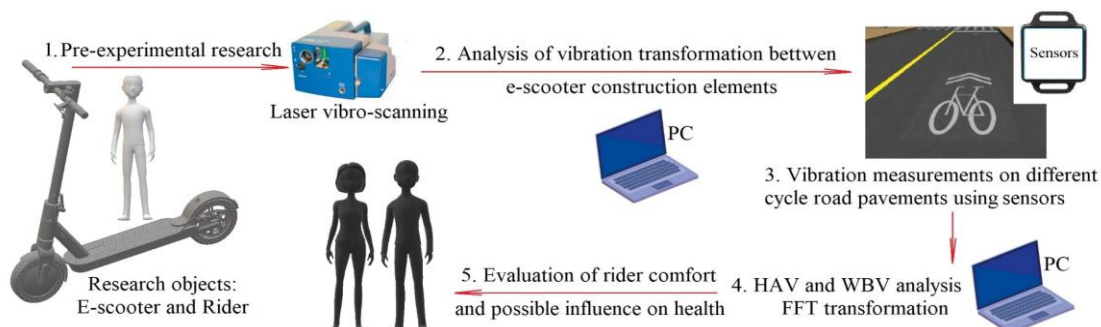 1. Pre-experimental research
Laser vibro-scanning
2. Analysis of vibration transformation bettwen
e-scooter construction elements
PC
Sensors
3. Vibration measurements on different
cycle road pavements using sensors
PC
4. HAV and WBV analysis
FFT transformation
5. Evaluation of rider comfort
and possible influence on health
Research objects:
E-scooter and Rider